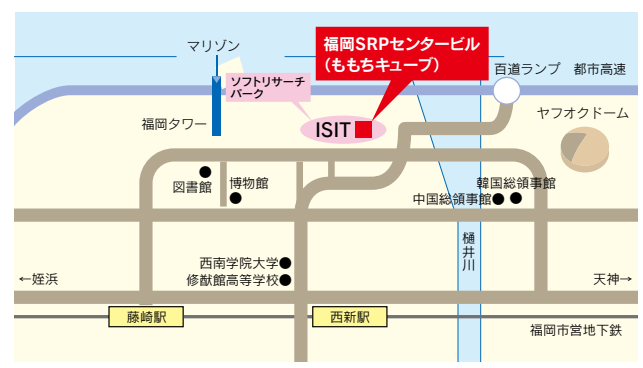 マリゾン
福岡SRPセンタービル
（ももちキューブ）
ソフトリサーチ
パーク
百道ランプ 都市高速
福岡タワー
ISIT
ヤフオクドーム
図書館
博物館
韓国総領事館
中国総領事館
樋井川
西南学院大学
修猷館高等学校
←姪浜
天神→
藤崎駅
西新駅
福岡市営地下鉄